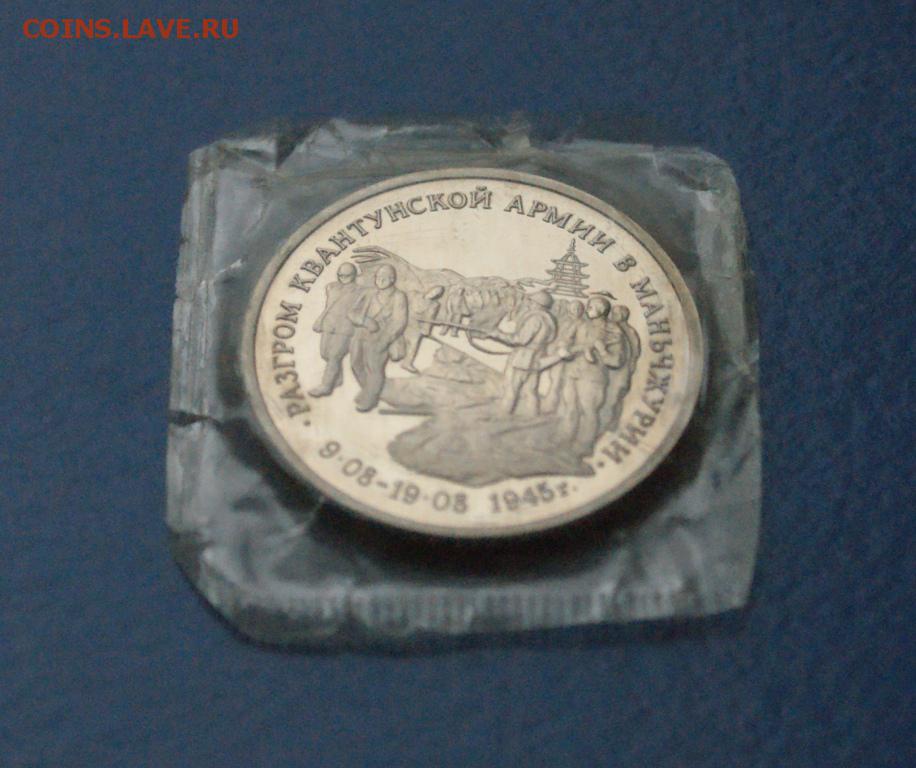 COINS.LAVE.RU
· РАЗГРОМ КВАНТУНСКОЙ АРМИИ В МАНЬЧЖУРИИ ·
9·08–19·08 1945г.